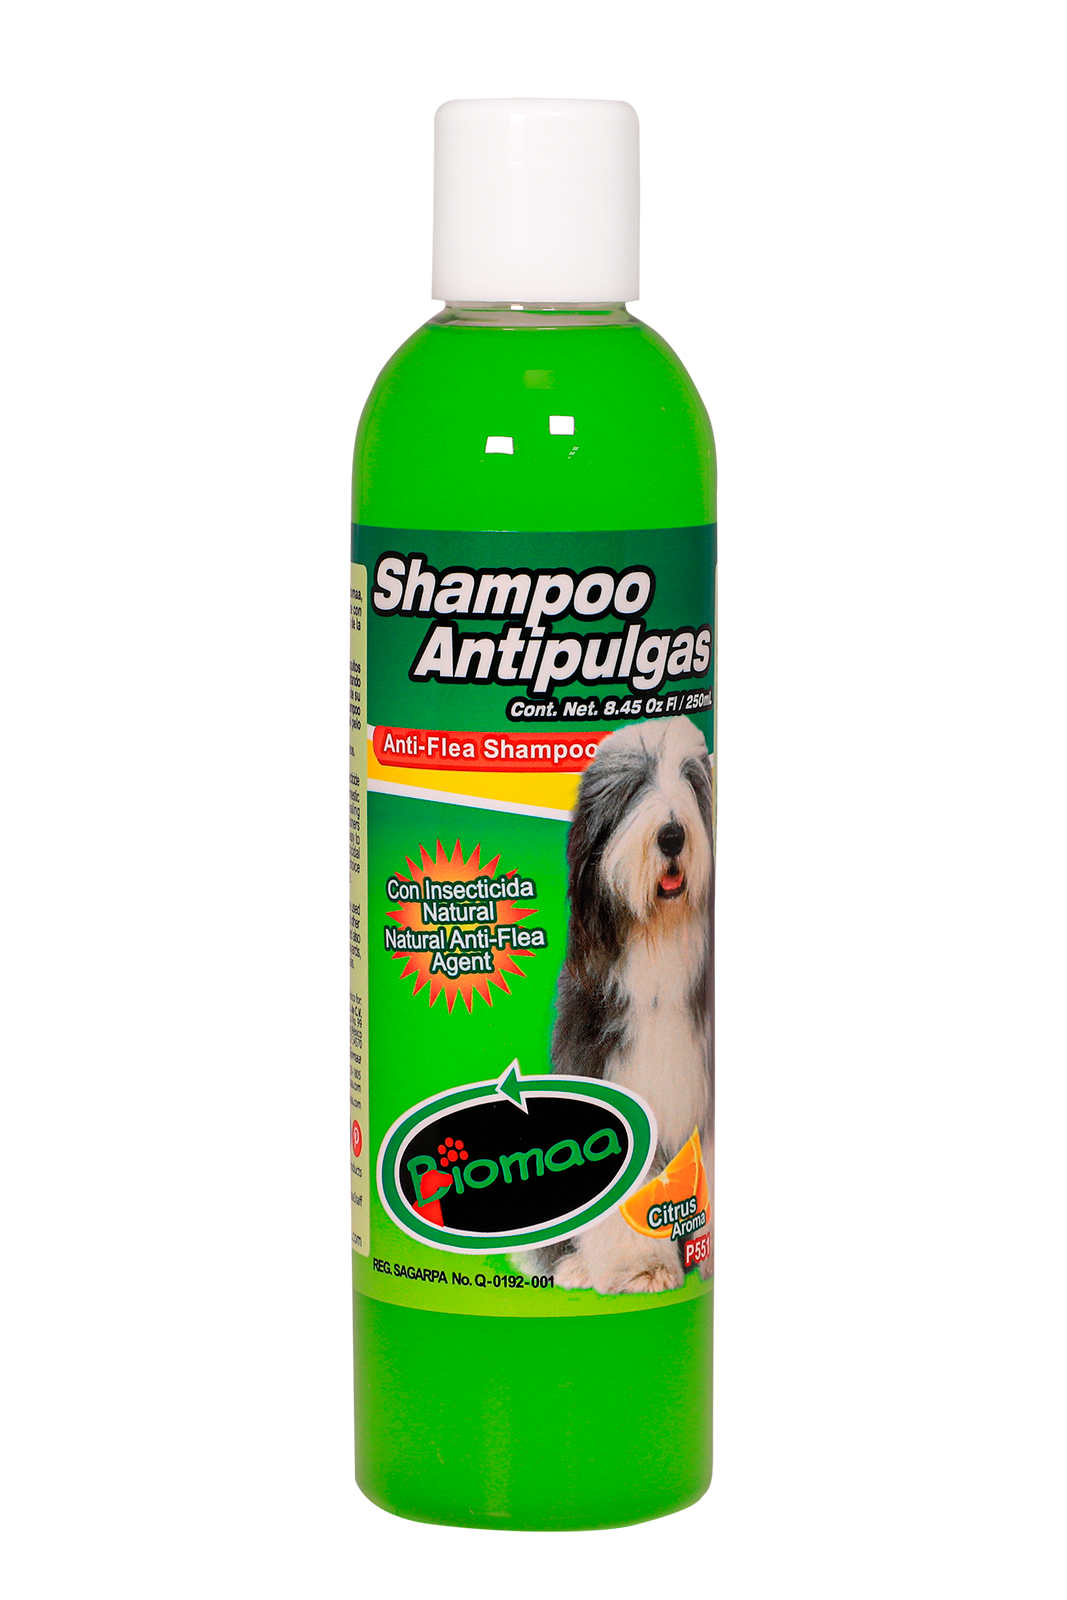 Shampoo
Antipulgas
Cont. Net. 8.45 Oz Fl / 250mL
Anti-Flea Shampoo
Con Insecticida
Natural
Natural Anti-Flea
Agent
Biomaa
Citrus
Aroma
P551
REG. SAGARPA No. Q-0192-001